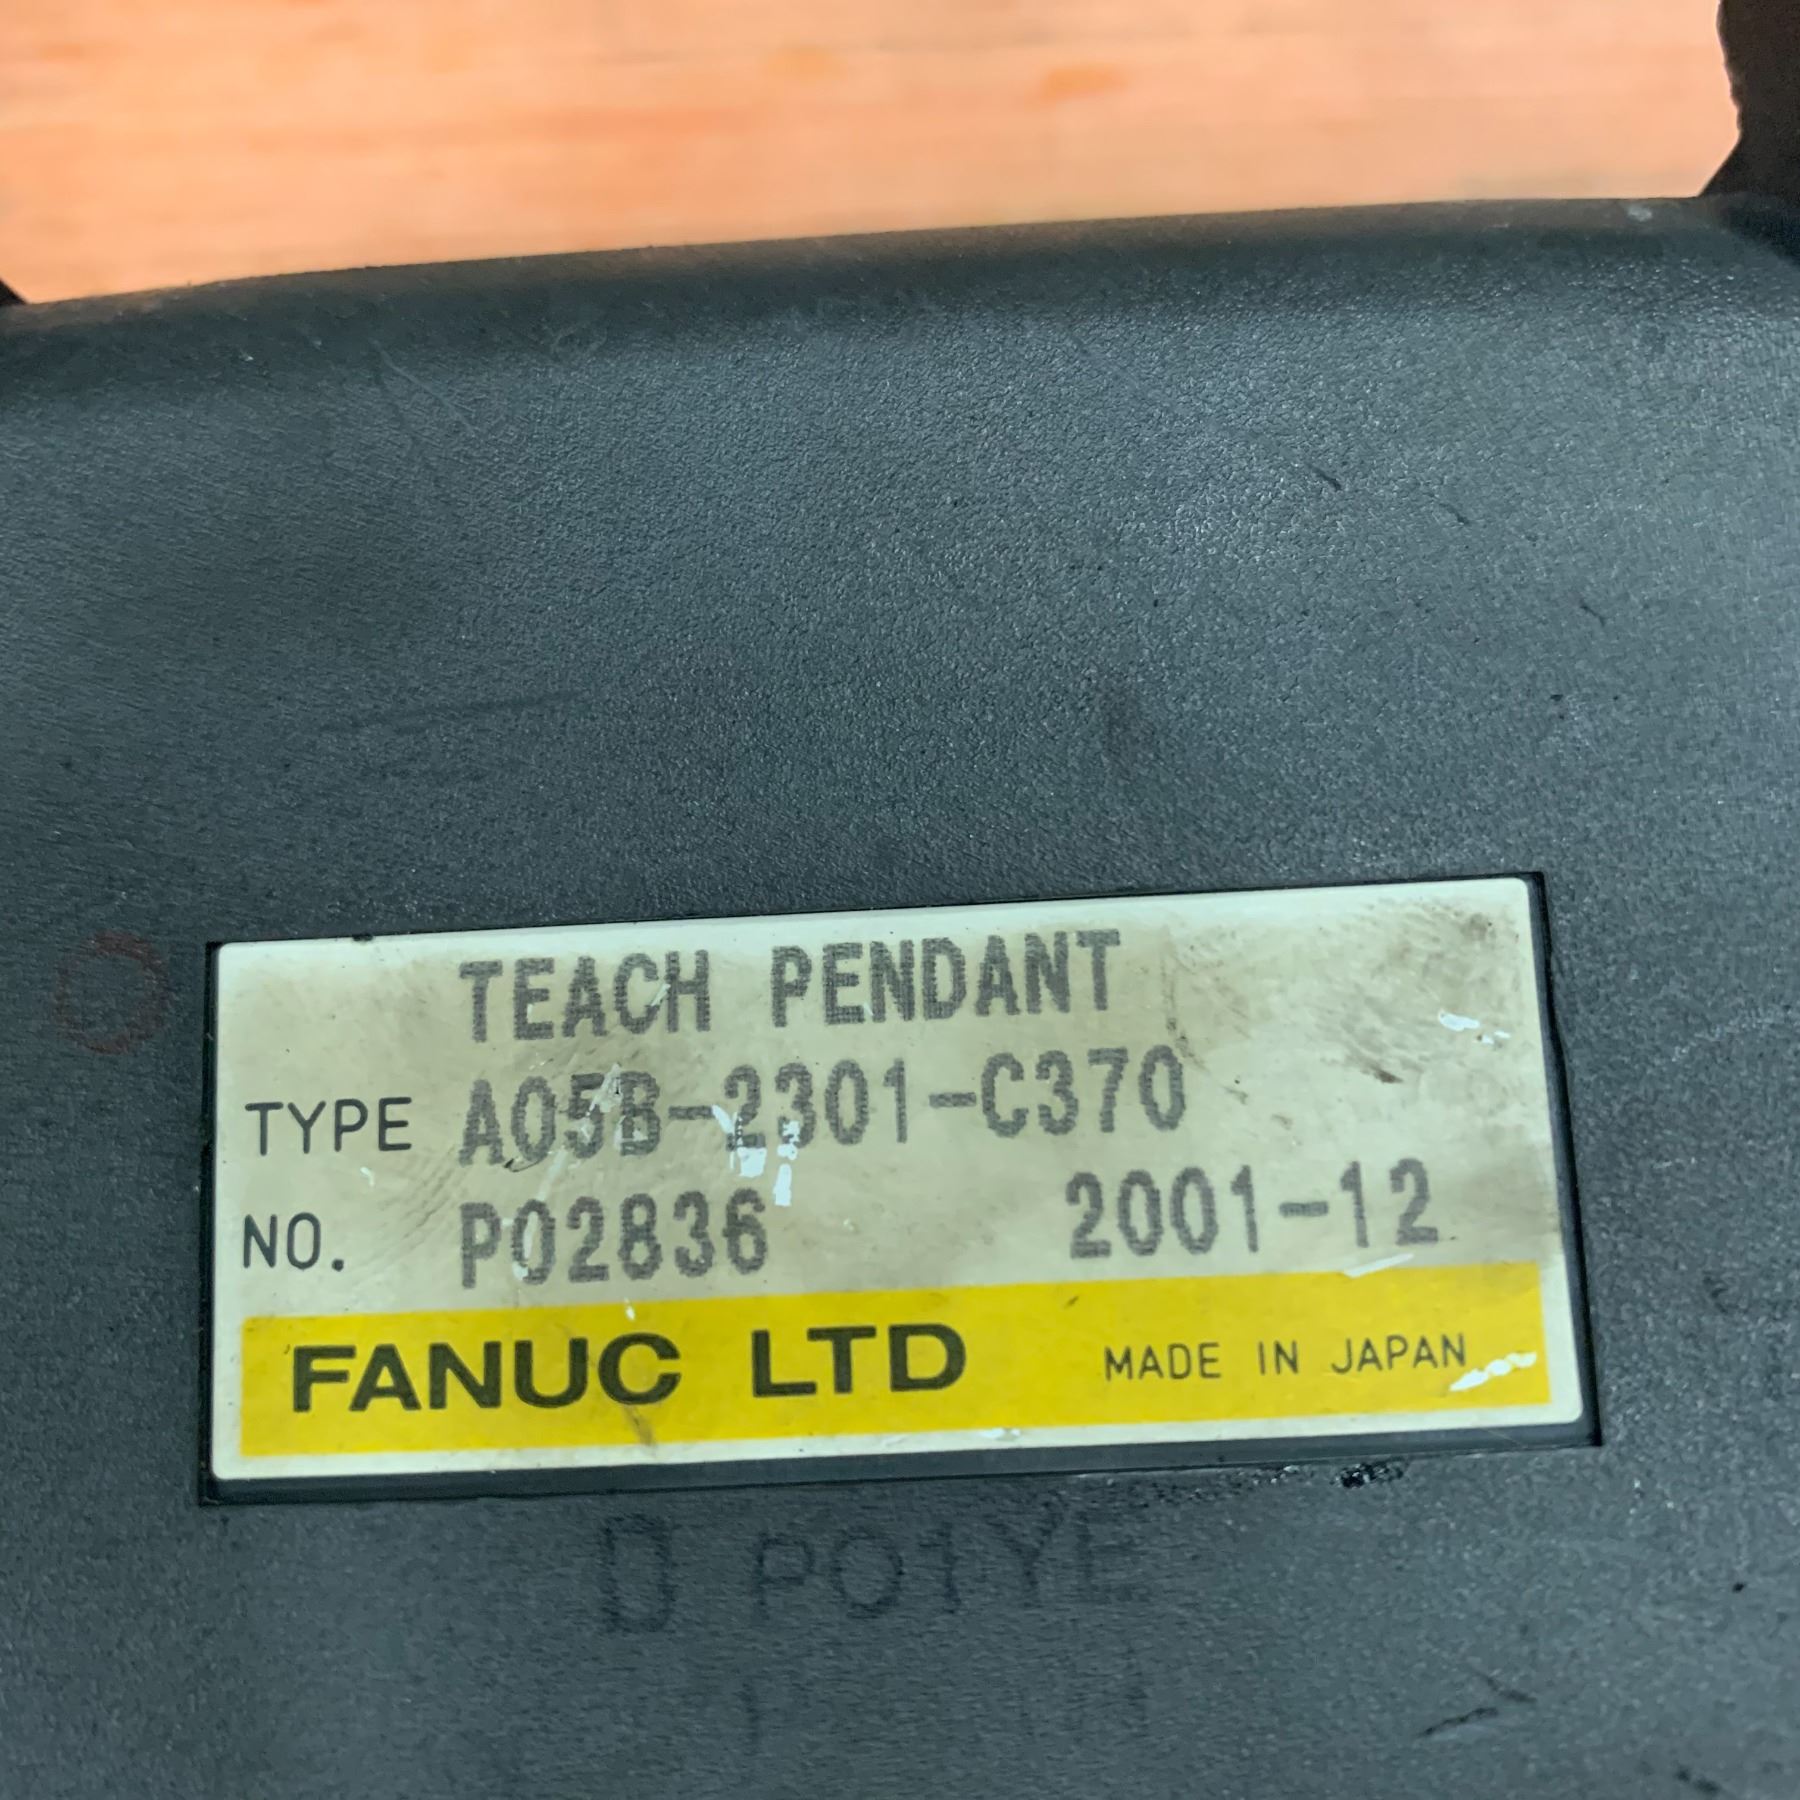 TEACH PENDANT
TYPE A05B-2301-C370
NO. P02836 2001-12
FANUC LTD MADE IN JAPAN